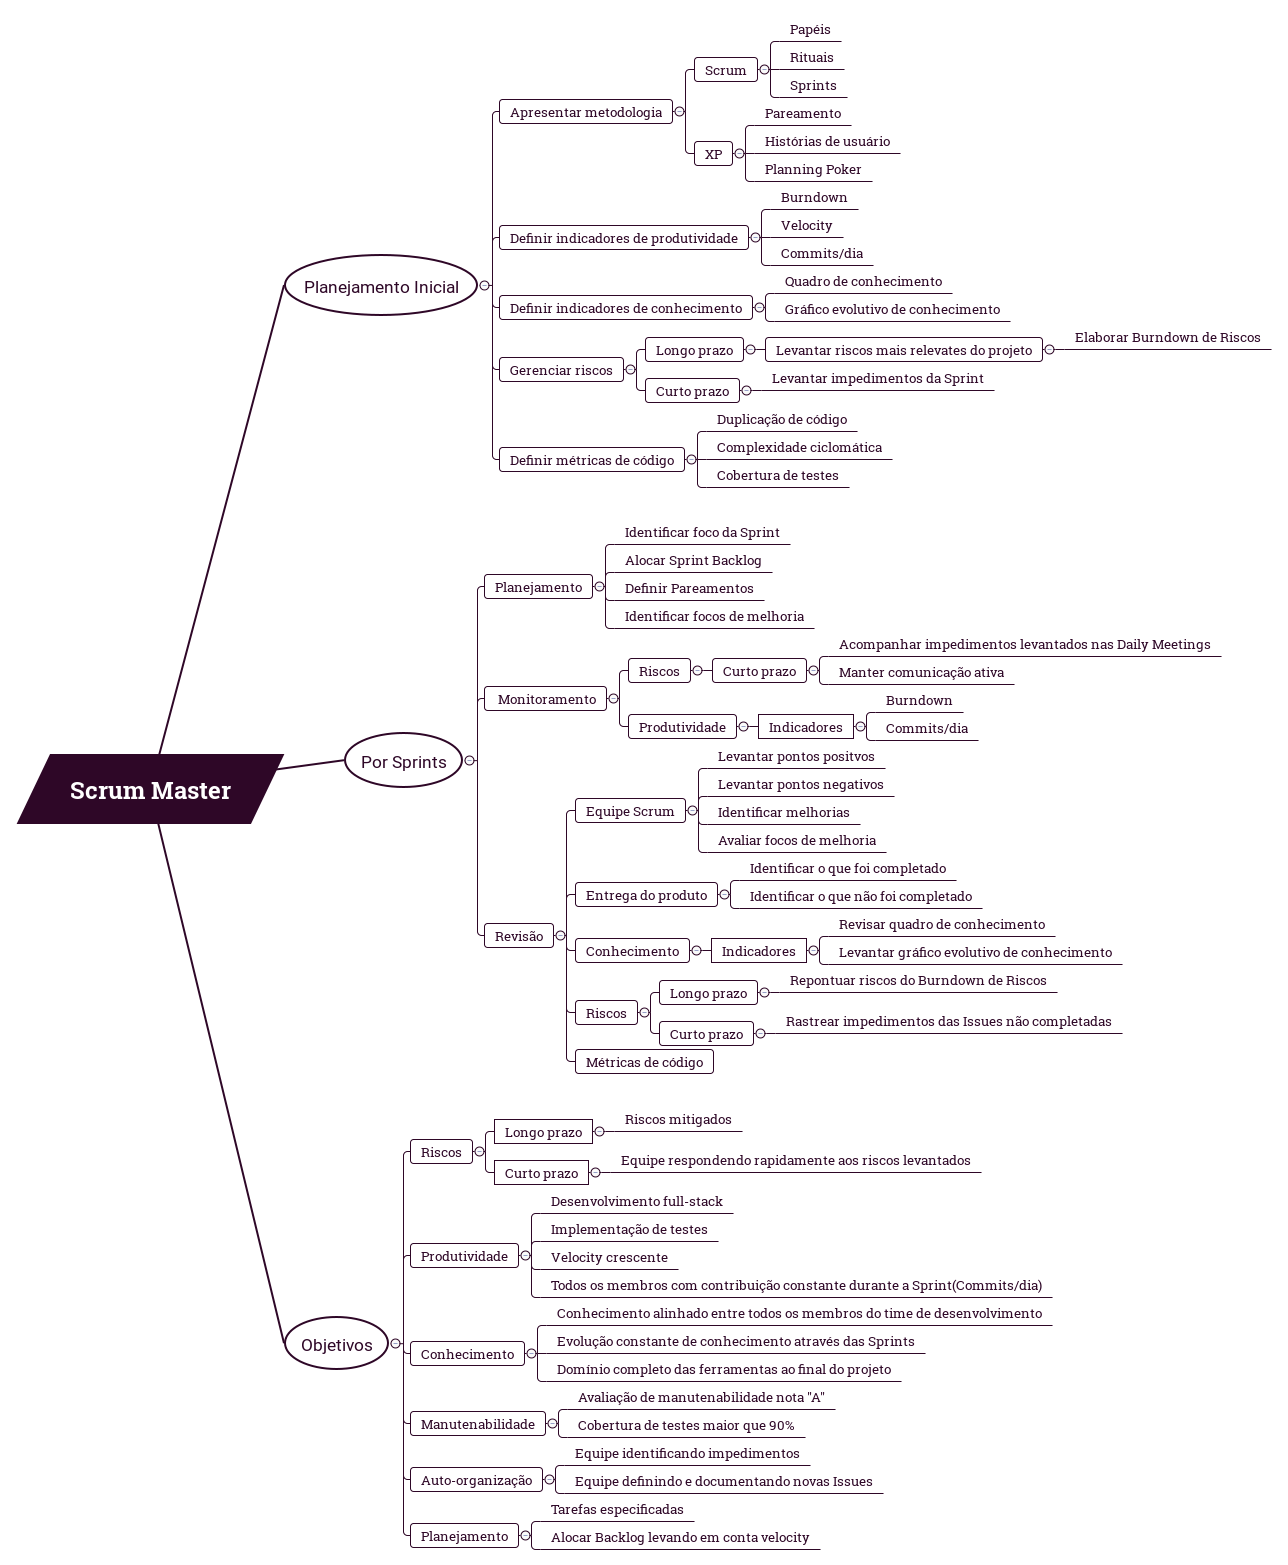 Scrum Master
Planejamento Inicial
Apresentar metodologia
Scrum
Papéis
Rituais
Sprints
XP
Pareamento
Histórias de usuário
Planning Poker
Definir indicadores de produtividade
Burndown
Velocity
Commits/dia
Definir indicadores de conhecimento
Quadro de conhecimento
Gráfico evolutivo de conhecimento
Gerenciar riscos
Longo prazo
Levantar riscos mais relevates do projeto
Elaborar Burndown de Riscos
Curto prazo
Levantar impedimentos da Sprint
Definir métricas de código
Duplicação de código
Complexidade ciclomática
Cobertura de testes
Por Sprints
Planejamento
Identificar foco da Sprint
Alocar Sprint Backlog
Definir Pareamentos
Identificar focos de melhoria
Monitoramento
Riscos
Curto prazo
Acompanhar impedimentos levantados nas Daily Meetings
Manter comunicação ativa
Produtividade
Indicadores
Burndown
Commits/dia
Revisão
Equipe Scrum
Levantar pontos positvos
Levantar pontos negativos
Identificar melhorias
Avaliar focos de melhoria
Entrega do produto
Identificar o que foi completado
Identificar o que não foi completado
Conhecimento
Indicadores
Revisar quadro de conhecimento
Levantar gráfico evolutivo de conhecimento
Riscos
Longo prazo
Repontuar riscos do Burndown de Riscos
Curto prazo
Rastrear impedimentos das Issues não completadas
Métricas de código
Objetivos
Riscos
Longo prazo
Riscos mitigados
Curto prazo
Equipe respondendo rapidamente aos riscos levantados
Produtividade
Desenvolvimento full-stack
Implementação de testes
Velocity crescente
Todos os membros com contribuição constante durante a Sprint(Commits/dia)
Conhecimento
Conhecimento alinhado entre todos os membros do time de desenvolvimento
Evolução constante de conhecimento através das Sprints
Domínio completo das ferramentas ao final do projeto
Manutenabilidade
Avaliação de manutenabilidade nota "A"
Cobertura de testes maior que 90%
Auto-organização
Equipe identificando impedimentos
Equipe definindo e documentando novas Issues
Planejamento
Tarefas especificadas
Alocar Backlog levando em conta velocity